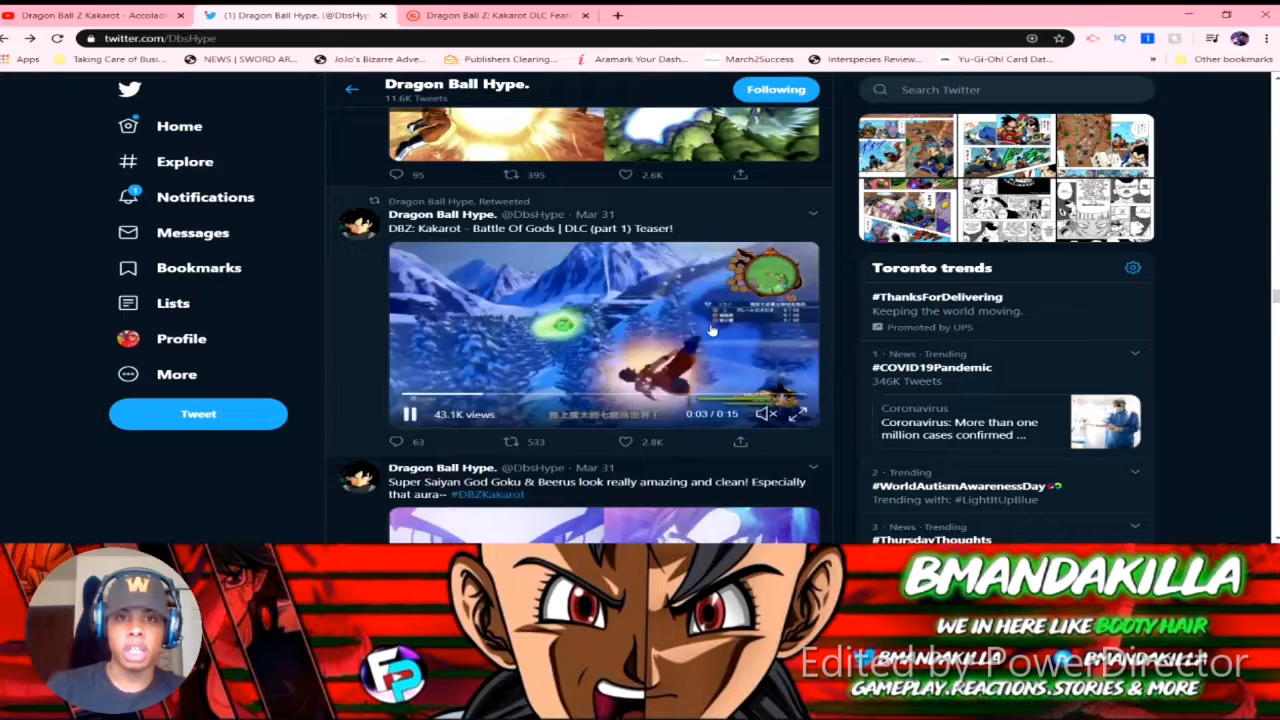 Dragon Ball Z Kakarot - Accolad
(1) Dragon Ball Hype. (@DbsHyp
Dragon Ball Z: Kakarot DLC Feat
twitter.com/DbsHype
Apps
Taking Care of Busi...
NEWS | SWORD AR...
JoJo's Bizarre Adve...
Publishers Clearing...
Aramark Your Dash...
March2Success
Interspecies Review...
Yu-Gi-Oh! Card Dat...
Other bookmarks
Home
Explore
Notifications
1
Messages
Bookmarks
Lists
Profile
More
Tweet
Dragon Ball Hype.
11.6K Tweets
Following
95
395
2.6K
Dragon Ball Hype. Retweeted
Dragon Ball Hype. @DbsHype · Mar 31
DBZ: Kakarot - Battle Of Gods | DLC (part 1) Teaser!
43.1K views
0:03 / 0:15
63
533
2.8K
Dragon Ball Hype. @DbsHype · Mar 31
Super Saiyan God Goku & Beerus look really amazing and clean! Especially
that aura~ #DBZKakarot
Search Twitter
Toronto trends
#ThanksForDelivering
Keeping the world moving.
Promoted by UPS
1 · News · Trending
#COVID19Pandemic
346K Tweets
Coronavirus
Coronavirus: More than one
million cases confirmed ...
2 · Trending
#WorldAutismAwarenessDay
Trending with: #LightItUpBlue
3 · News · Trending
#ThursdayThoughts
W
FP
BMANDAKILLA
WE IN HERE LIKE BOOTY HAIR
BMANDAKILLA
BMANDAKILLA
GAMEPLAY.REACTIONS.STORIES & MORE
Edited by PowerDirector